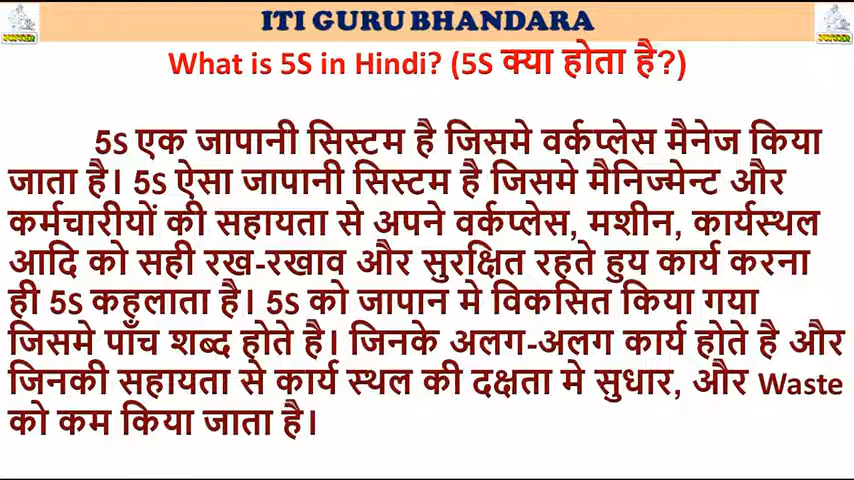 ITI GURU BHANDARA
What is 5S in Hindi? (5S क्या होता है?)
5S एक जापानी सिस्टम है जिसमे वर्कप्लेस मैनेज किया
जाता है। 5S ऐसा जापानी सिस्टम है जिसमे मैनिज्मेन्ट और
कर्मचारीयों की सहायता से अपने वर्कप्लेस, मशीन, कार्यस्थल
आदि को सही रख-रखाव और सुरक्षित रहते हुय कार्य करना
ही 5S कहलाता है। 5S को जापान मे विकसित किया गया
जिसमे पाँच शब्द होते है। जिनके अलग-अलग कार्य होते है और
जिनकी सहायता से कार्य स्थल की दक्षता मे सुधार, और Waste
को कम किया जाता है।